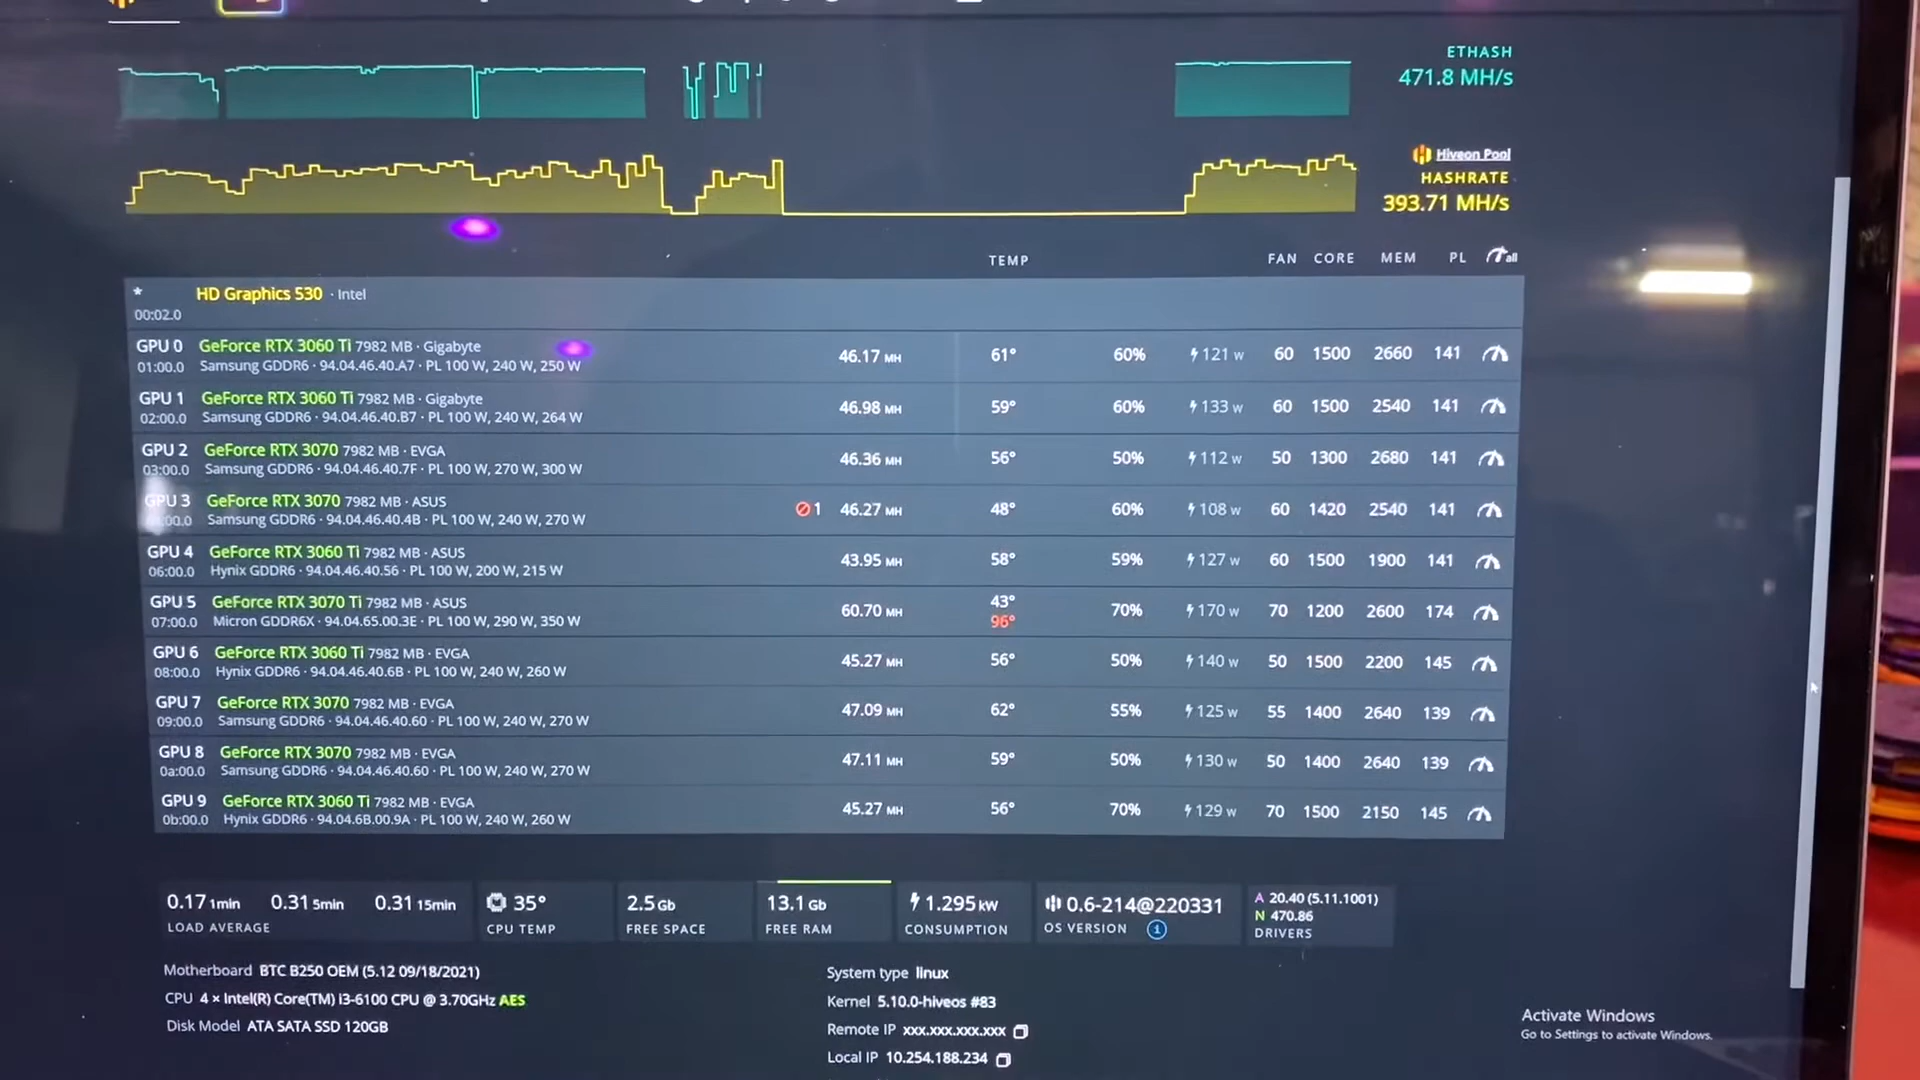 ETHASH
471.8 MH/s
Hiveon Pool
HASHRATE
393.71 MH/s
TEMP FAN CORE MEM PL all
HD Graphics 530 · Intel
00:02.0
GPU 0 GeForce RTX 3060 Ti 7982 MB · Gigabyte 46.17 MH 61° 60% 121 W 60 1500 2660 141
01:00.0 Samsung GDDR6 · 94.04.46.40.A7 · PL 100 W, 240 W, 250 W
GPU 1 GeForce RTX 3060 Ti 7982 MB · Gigabyte 46.98 MH 59° 60% 133 W 60 1500 2540 141
02:00.0 Samsung GDDR6 · 94.04.46.40.B7 · PL 100 W, 240 W, 264 W
GPU 2 GeForce RTX 3070 7982 MB · EVGA 46.36 MH 56° 50% 112 W 50 1300 2680 141
03:00.0 Samsung GDDR6 · 94.04.46.40.7F · PL 100 W, 270 W, 300 W
GPU 3 GeForce RTX 3070 7982 MB · ASUS 1 46.27 MH 48° 60% 108 W 60 1420 2540 141
Samsung GDDR6 · 94.04.46.40.4B · PL 100 W, 240 W, 270 W
GPU 4 GeForce RTX 3060 Ti 7982 MB · ASUS 43.95 MH 58° 59% 127 W 60 1500 1900 141
06:00.0 Hynix GDDR6 · 94.04.46.40.56 · PL 100 W, 200 W, 215 W
GPU 5 GeForce RTX 3070 Ti 7982 MB · ASUS 60.70 MH 43° 70% 170 W 70 1200 2600 174
07:00.0 Micron GDDR6X · 94.04.65.00.3E · PL 100 W, 290 W, 350 W 96°
GPU 6 GeForce RTX 3060 Ti 7982 MB · EVGA 45.27 MH 56° 50% 140 W 50 1500 2200 145
08:00.0 Hynix GDDR6 · 94.04.46.40.6B · PL 100 W, 240 W, 260 W
GPU 7 GeForce RTX 3070 7982 MB · EVGA 47.09 MH 62° 55% 125 W 55 1400 2640 139
09:00.0 Samsung GDDR6 · 94.04.46.40.60 · PL 100 W, 240 W, 270 W
GPU 8 GeForce RTX 3070 7982 MB · EVGA 47.11 MH 59° 50% 130 W 50 1400 2640 139
0a:00.0 Samsung GDDR6 · 94.04.46.40.60 · PL 100 W, 240 W, 270 W
GPU 9 GeForce RTX 3060 Ti 7982 MB · EVGA 45.27 MH 56° 70% 129 W 70 1500 2150 145
0b:00.0 Hynix GDDR6 · 94.04.6B.00.9A · PL 100 W, 240 W, 260 W
0.17 1min 0.31 5min 0.31 15min
LOAD AVERAGE
35°
CPU TEMP
2.5 Gb
FREE SPACE
13.1 Gb
FREE RAM
1.295 kW
CONSUMPTION
0.6-214@220331
OS VERSION
A 20.40 (5.11.1001)
N 470.86
DRIVERS
Motherboard BTC B250 OEM (5.12 09/18/2021)
CPU 4 × Intel(R) Core(TM) i3-6100 CPU @ 3.70GHz AES
Disk Model ATA SATA SSD 120GB
System type linux
Kernel 5.10.0-hiveos #83
Remote IP xxx.xxx.xxx.xxx
Local IP 10.254.188.234
Activate Windows
Go to Settings to activate Windows.